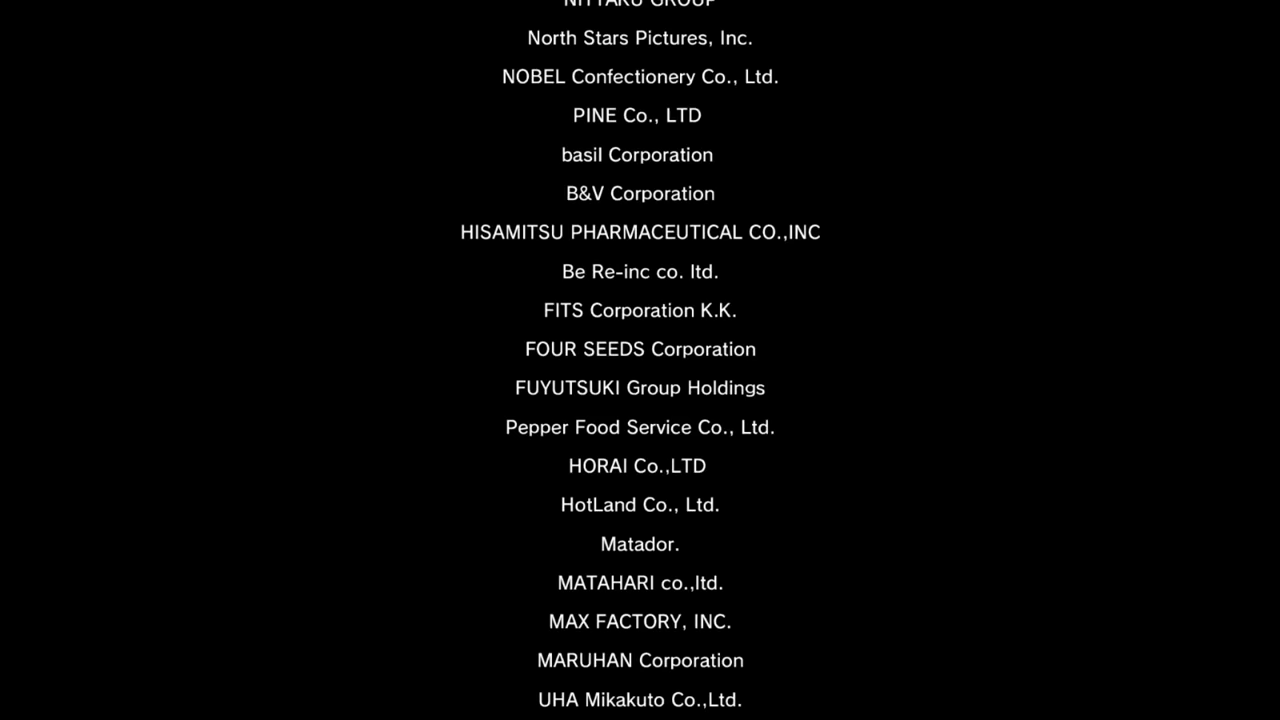 NITTAKU GROUP
North Stars Pictures, Inc.
NOBEL Confectionery Co., Ltd.
PINE Co., LTD
basil Corporation
B&V Corporation
HISAMITSU PHARMACEUTICAL CO.,INC
Be Re-inc co. ltd.
FITS Corporation K.K.
FOUR SEEDS Corporation
FUYUTSUKI Group Holdings
Pepper Food Service Co., Ltd.
HORAI Co.,LTD
HotLand Co., Ltd.
Matador.
MATAHARI co.,ltd.
MAX FACTORY, INC.
MARUHAN Corporation
UHA Mikakuto Co.,Ltd.